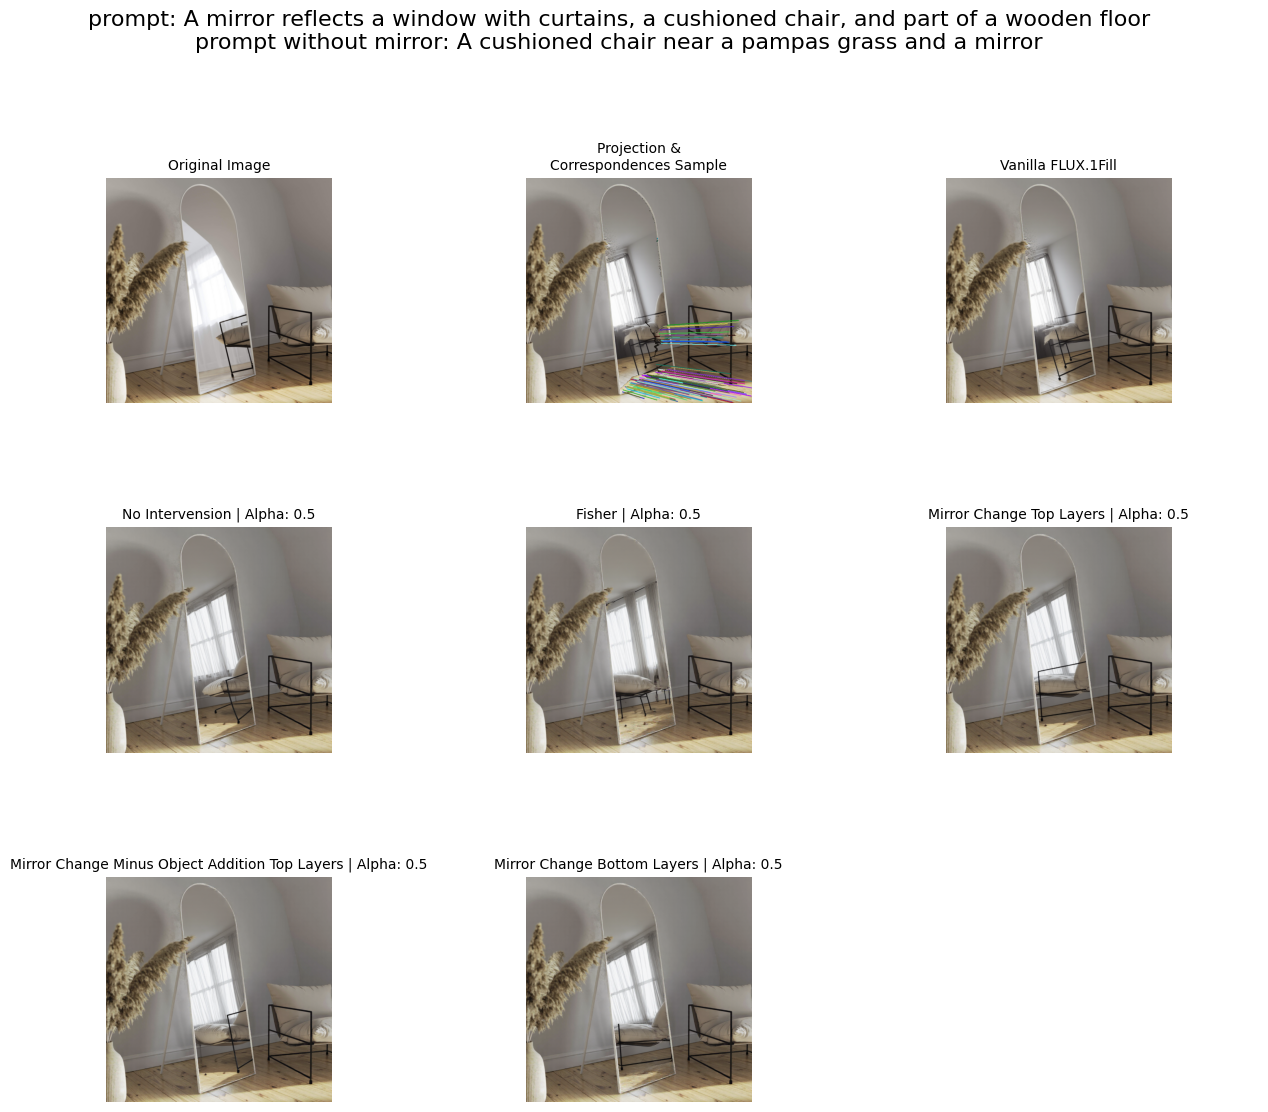 prompt: A mirror reflects a window with curtains, a cushioned chair, and part of a wooden floor
prompt without mirror: A cushioned chair near a pampas grass and a mirror
Original Image
Projection &
Correspondences Sample
Vanilla FLUX.1Fill
No Intervension | Alpha: 0.5
Fisher | Alpha: 0.5
Mirror Change Top Layers | Alpha: 0.5
Mirror Change Minus Object Addition Top Layers | Alpha: 0.5
Mirror Change Bottom Layers | Alpha: 0.5